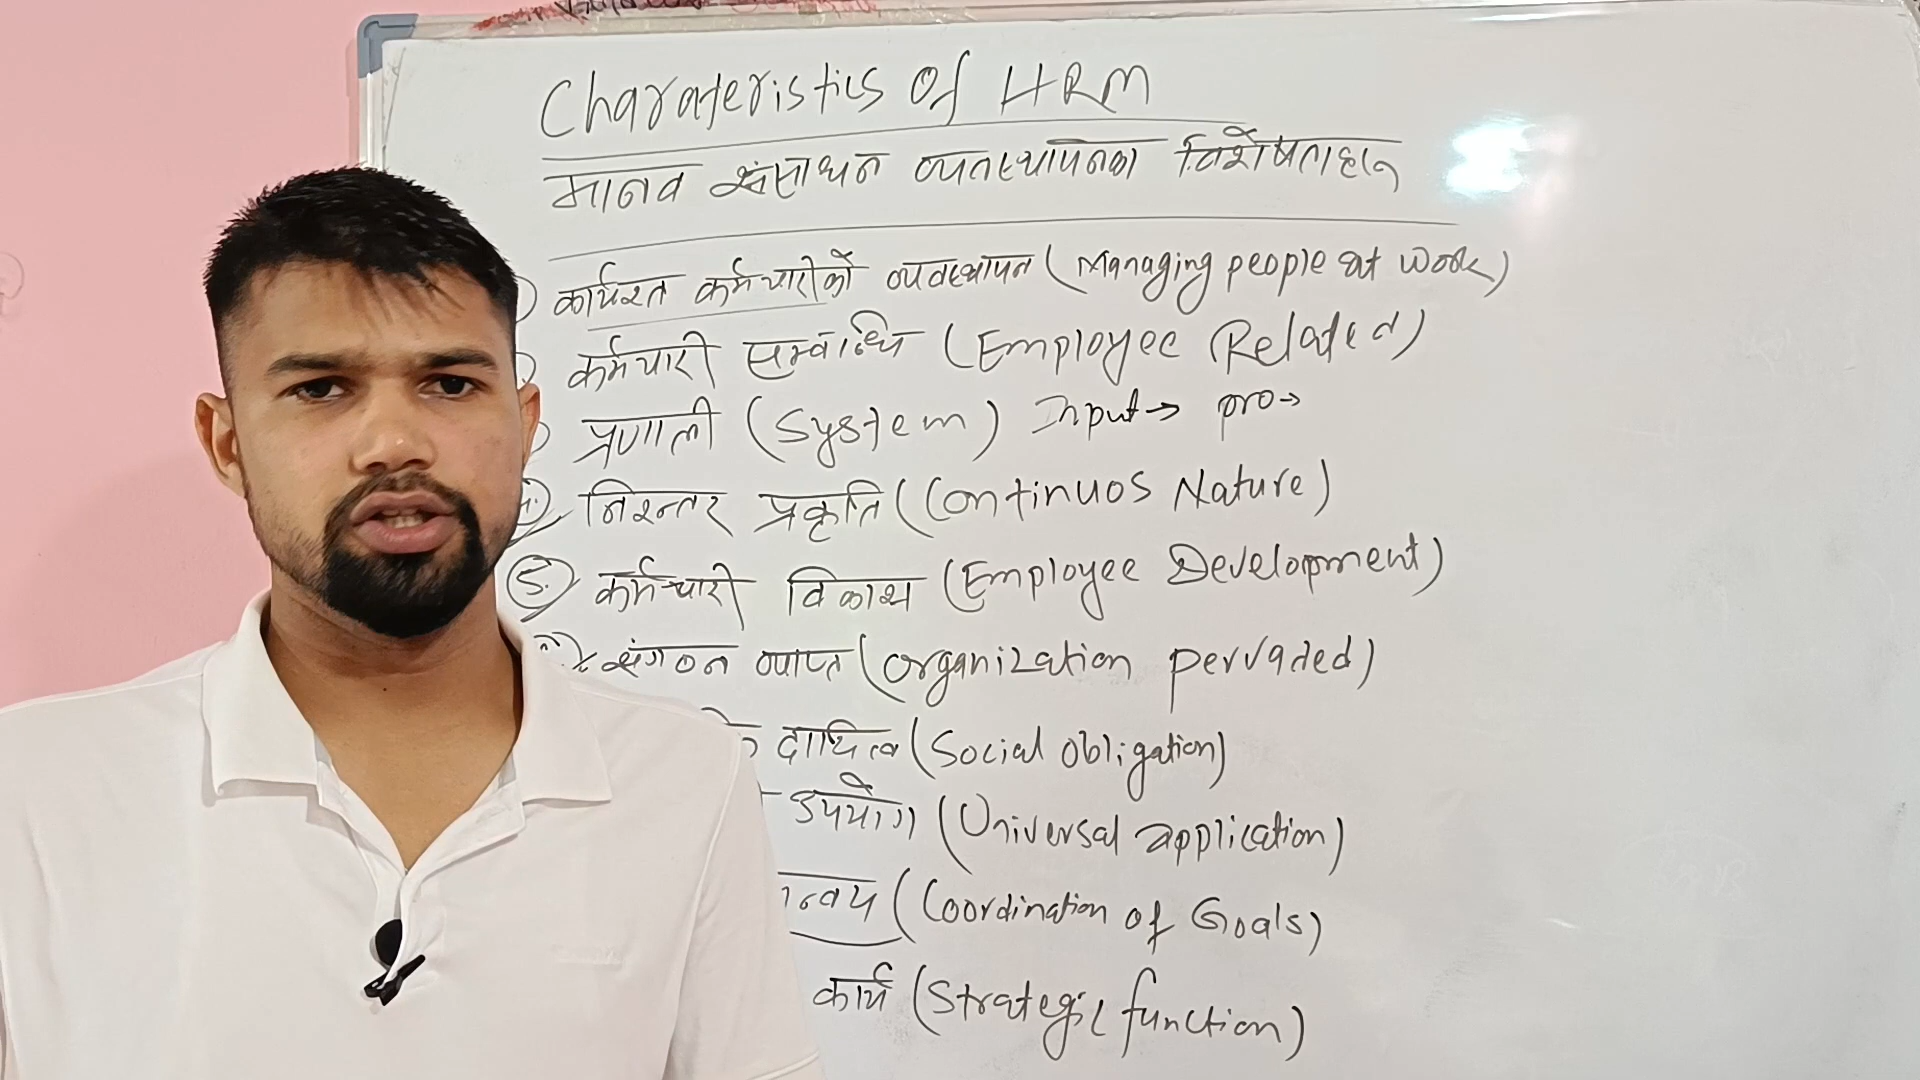 Charateristics Of HRM
मानव संसाधन व्यवस्थापनका विशेषताहरु
कार्यरत कर्मचारीको व्यवस्थापन (Managing people at work)
कर्मचारी सम्बन्धि (Employee Related)
प्रणाली (System) Input → pro →
निरन्तर प्रकृति (Continuos Nature)
5. कर्मचारी विकाश (Employee Development)
संगठन व्याप्त (Organization pervaded)
दायित्व (Social Obligation)
उपयोग (Universal application)
(Coordination of Goals)
कार्य (Strategic function)